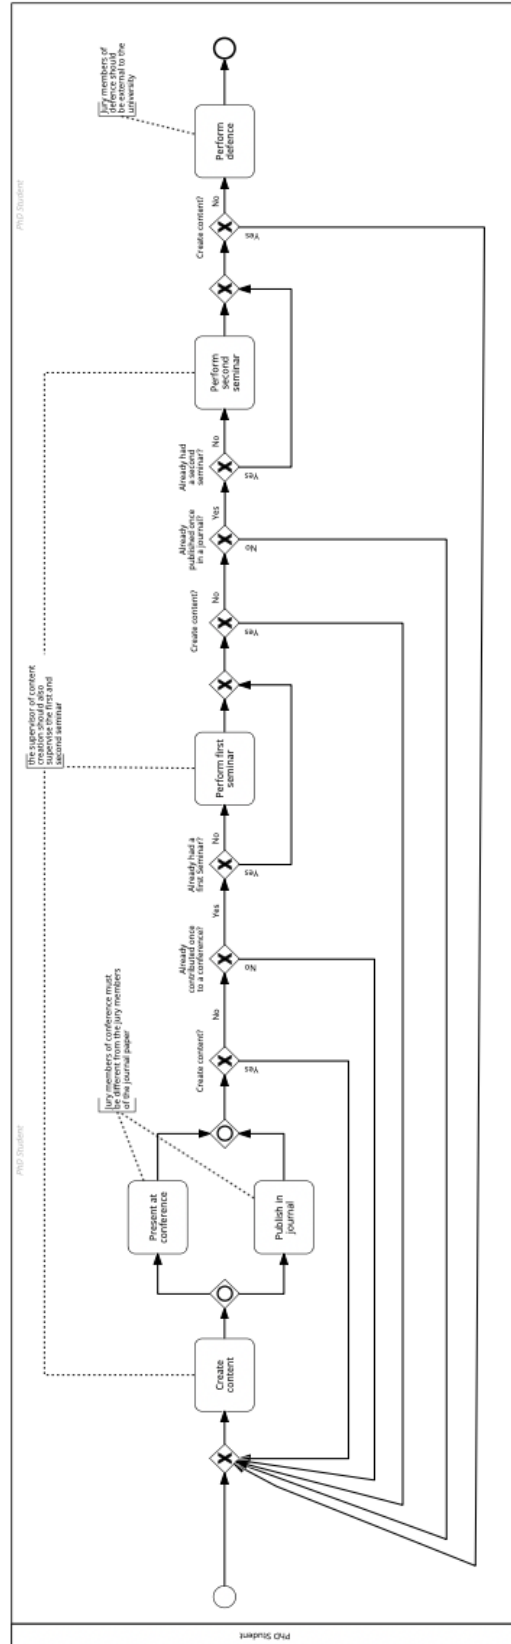 PhD Student
Create
content
Present at
conference
Publish in
journal
Jury members of conference must
be different from the jury members
of the journal paper
PhD Student
Create content?
Yes
No
Already
contributed once
to a conference?
No
Yes
Already had a
first Seminar?
Yes
No
Perform first
seminar
the supervisor of content
creation should also
supervise the first and
second seminar
Create content?
Yes
No
Already
published once
in a journal?
No
Yes
Already had
a second
seminar?
Yes
No
Perform
second
seminar
Create content?
Yes
No
PhD Student
Perform
defence
Jury members of
defence should
be external to the
university